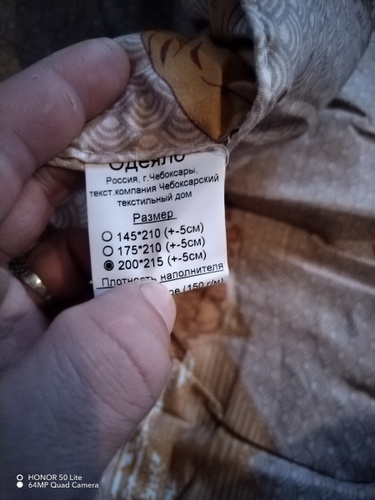 Одеяло
Россия, г.Чебоксары,
текст.компания Чебоксарский
текстильный дом
Размер
145*210 (+-5см)
175*210 (+-5см)
200*215 (+-5см)
Плотность наполнителя
(150 г/м
HONOR 50 Lite
64MP Quad Camera